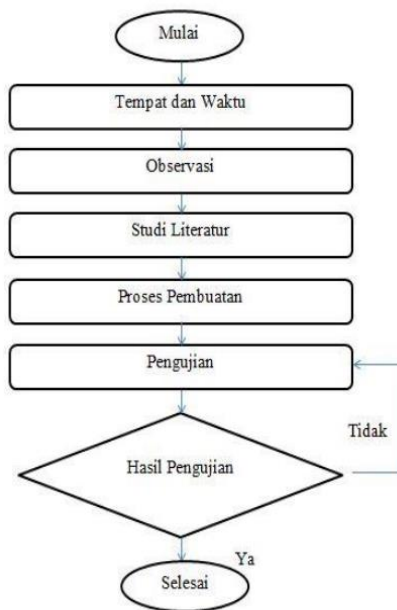 Mulai
Tempat dan Waktu
Observasi
Studi Literatur
Proses Pembuatan
Pengujian
Tidak
Hasil Pengujian
Ya
Selesai